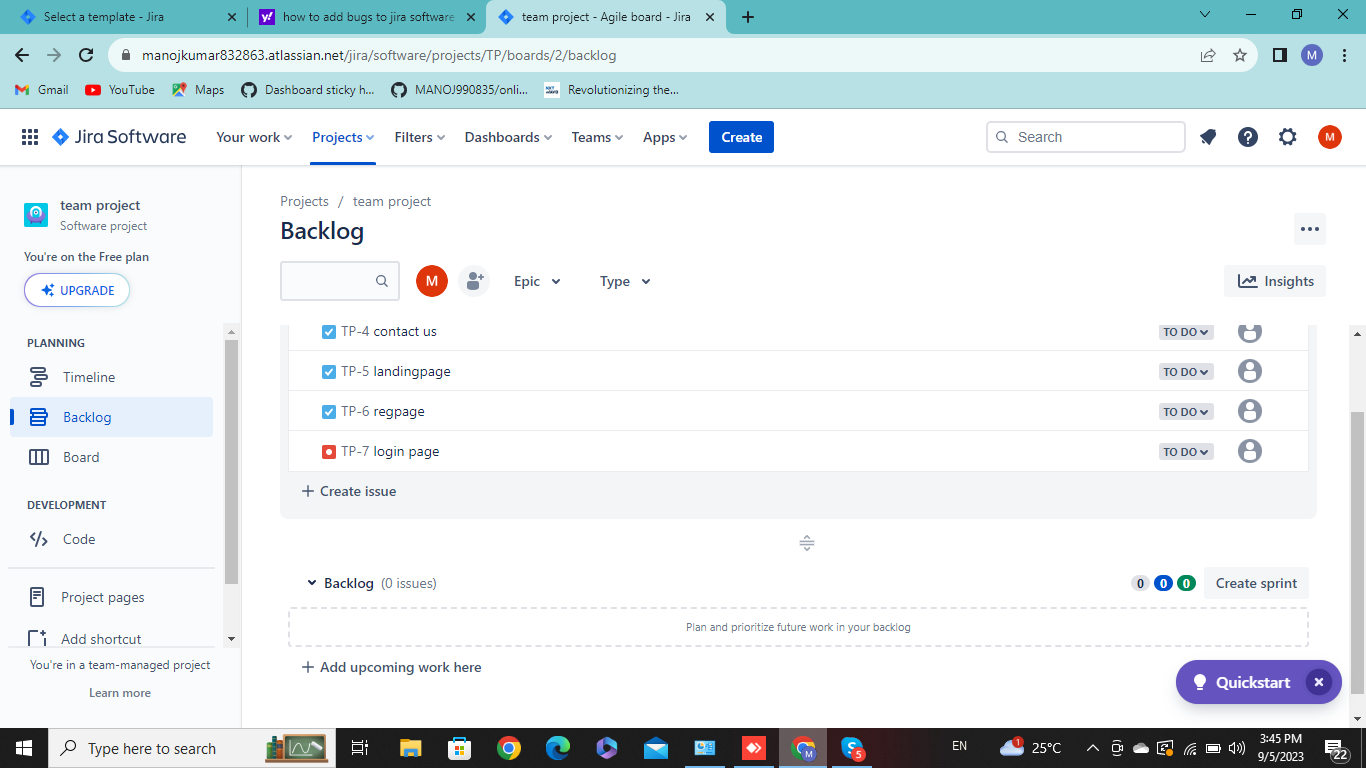 Select a template - Jira
how to add bugs to jira software
team project - Agile board - Jira
manojkumar832863.atlassian.net/jira/software/projects/TP/boards/2/backlog
M
Gmail
YouTube
Maps
Dashboard sticky h...
MANOJ990835/onli...
Revolutionizing the...
Jira Software
Your work
Projects
Filters
Dashboards
Teams
Apps
Create
Search
M
team project
Software project
You're on the Free plan
UPGRADE
PLANNING
Timeline
Backlog
Board
DEVELOPMENT
Code
Project pages
Add shortcut
You're in a team-managed project
Learn more
Projects / team project
Backlog
M
Epic
Type
Insights
TP-4 contact us TO DO
TP-5 landingpage TO DO
TP-6 regpage TO DO
TP-7 login page TO DO
+ Create issue
Backlog (0 issues) 0 0 0 Create sprint
Plan and prioritize future work in your backlog
+ Add upcoming work here
Quickstart
Type here to search
M
5
EN
1
25°C
3:45 PM
9/5/2023
22